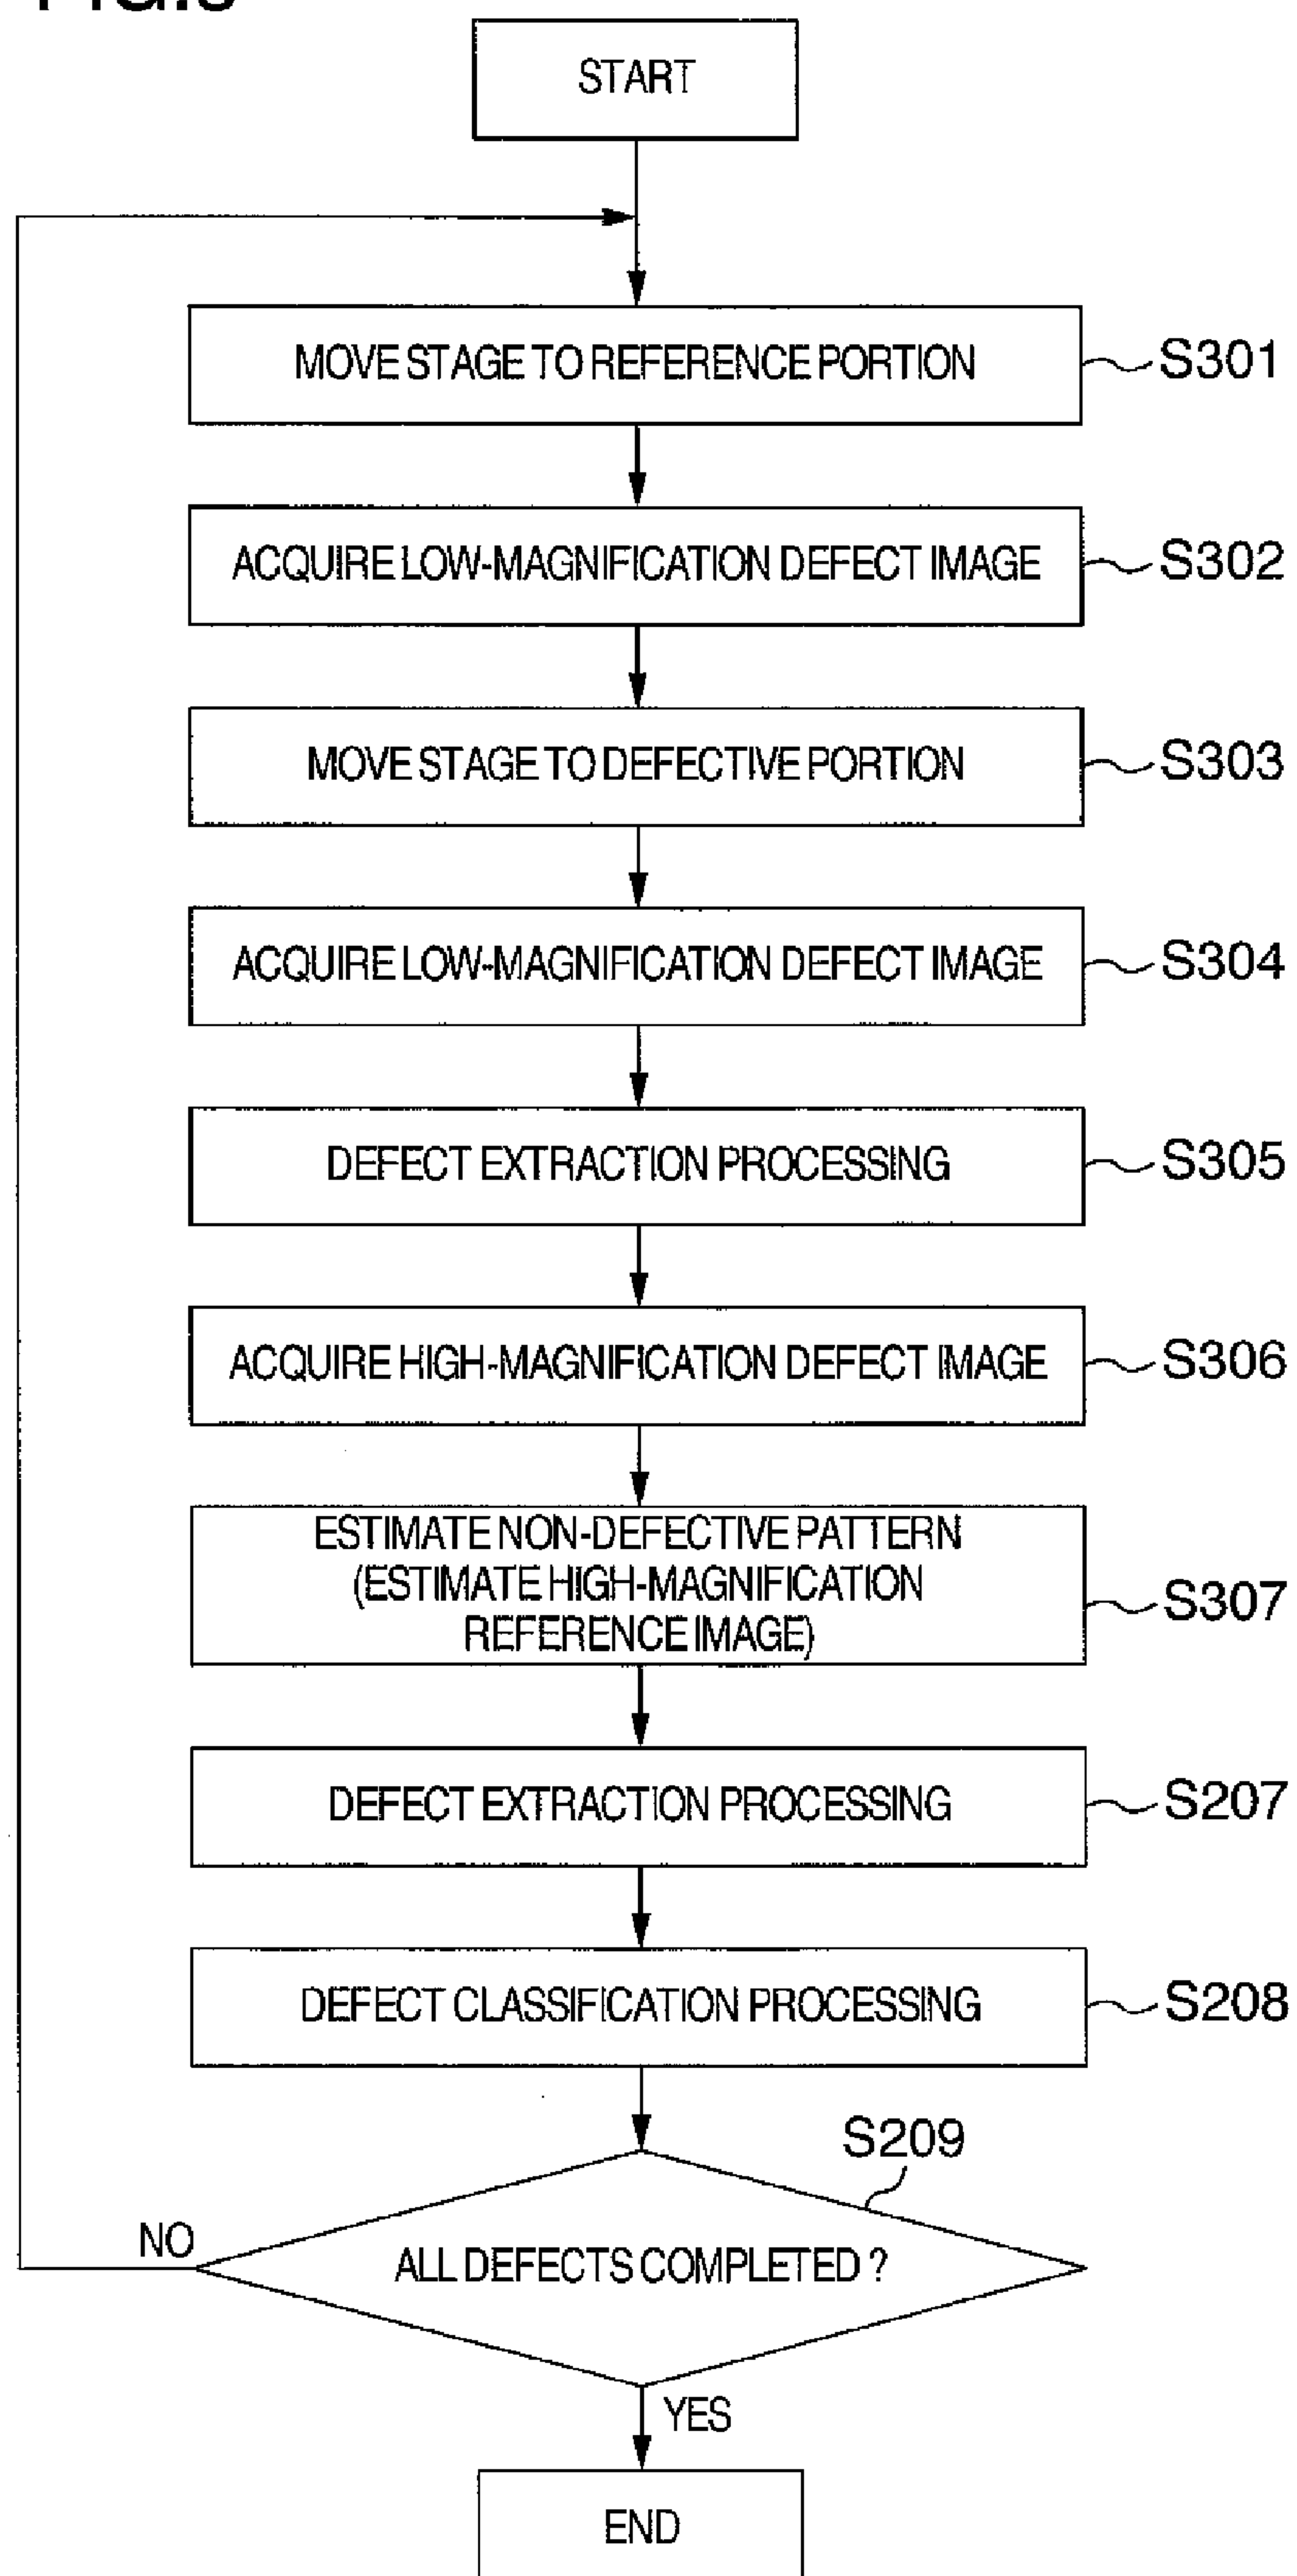 START
MOVE STAGE TO REFERENCE PORTION
S301
ACQUIRE LOW-MAGNIFICATION DEFECT IMAGE
S302
MOVE STAGE TO DEFECTIVE PORTION
S303
ACQUIRE LOW-MAGNIFICATION DEFECT IMAGE
S304
DEFECT EXTRACTION PROCESSING
S305
ACQUIRE HIGH-MAGNIFICATION DEFECT IMAGE
S306
ESTIMATE NON-DEFECTIVE PATTERN
(ESTIMATE HIGH-MAGNIFICATION
REFERENCE IMAGE)
S307
DEFECT EXTRACTION PROCESSING
S207
DEFECT CLASSIFICATION PROCESSING
S208
S209
NO
ALL DEFECTS COMPLETED ?
YES
END